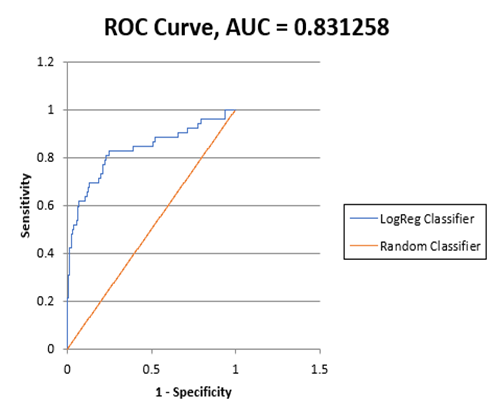 ROC Curve, AUC = 0.831258
1.2
1
0.8
0.6
0.4
0.2
0
Sensitivity
0 0.5 1 1.5
1 - Specificity
LogReg Classifier
Random Classifier